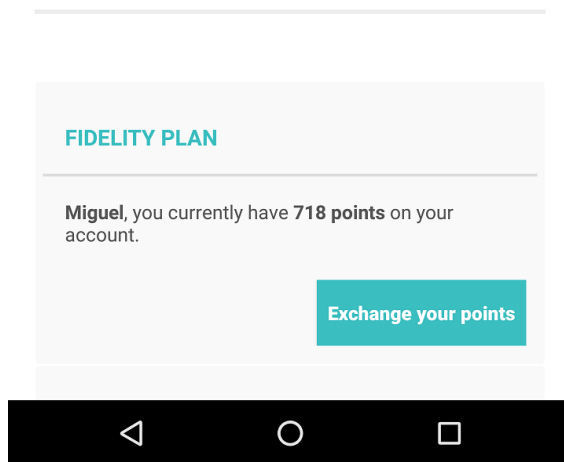 FIDELITY PLAN
Miguel, you currently have 718 points on your
account.
Exchange your points